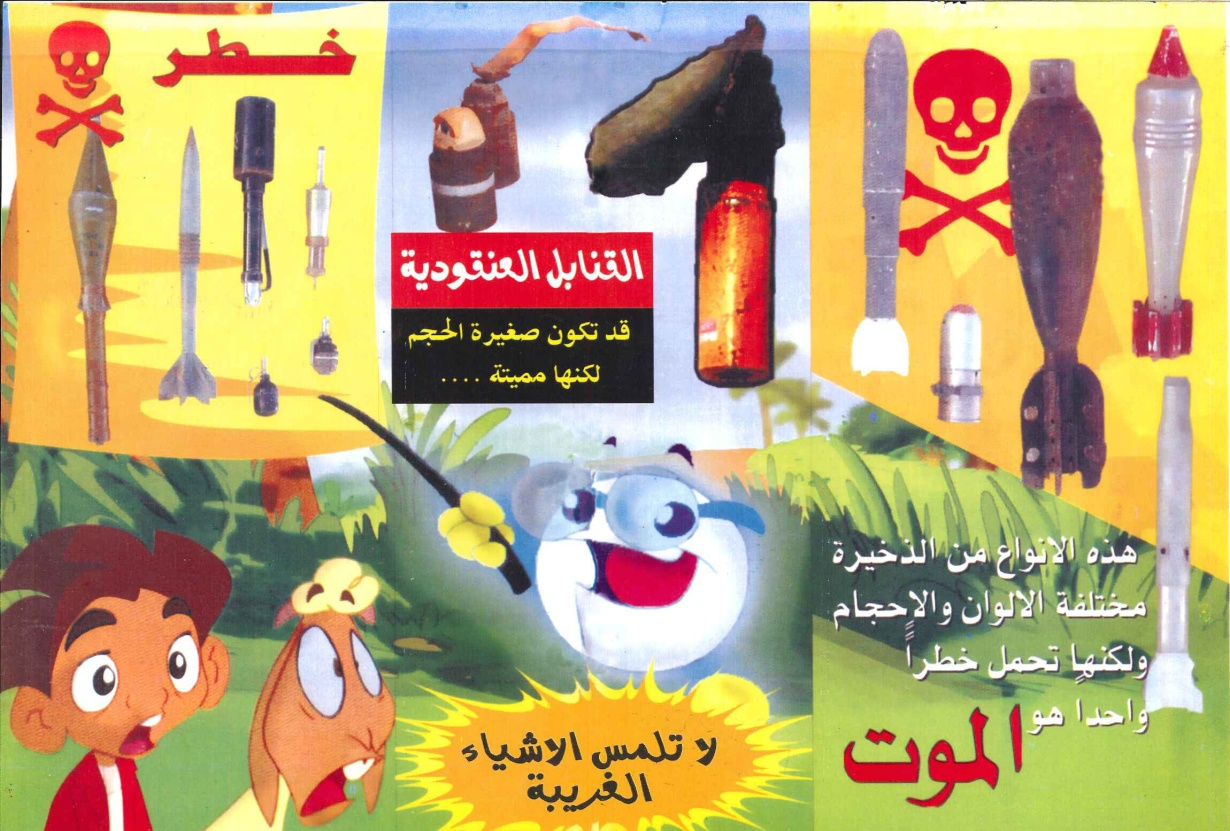 خطر
القنابل العنقودية
قد تكون صغيرة الحجم
لكنها مميتة ....
هذه الانواع من الذخيرة
مختلفة الالوان والاحجام
ولكنها تحمل خطراً
واحداً هو
الموت
لا تلمس الاشياء
الغريبة